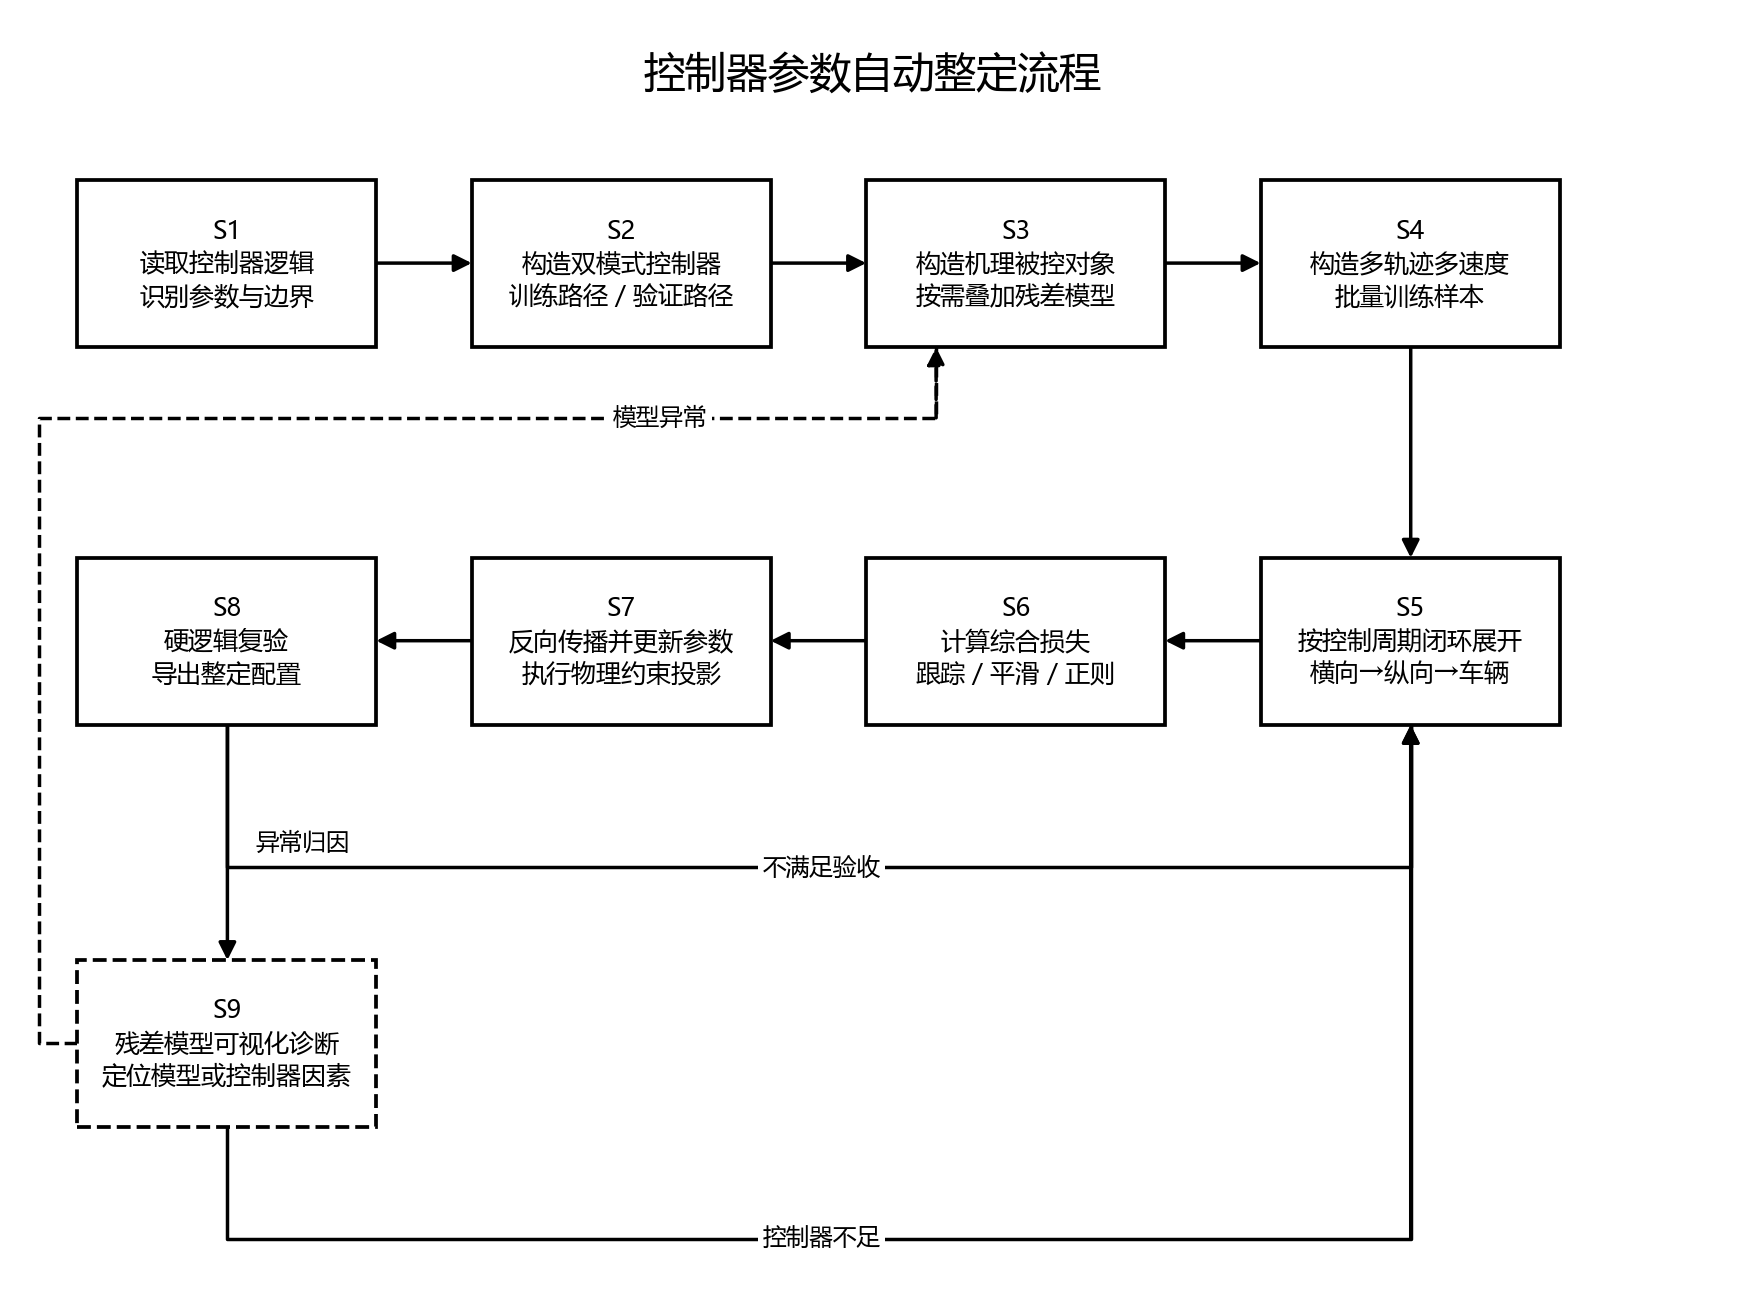 控制器参数自动整定流程
S1
读取控制器逻辑
识别参数与边界
S2
构造双模式控制器
训练路径 / 验证路径
S3
构造机理被控对象
按需叠加残差模型
S4
构造多轨迹多速度
批量训练样本
模型异常
S8
硬逻辑复验
导出整定配置
S7
反向传播并更新参数
执行物理约束投影
S6
计算综合损失
跟踪 / 平滑 / 正则
S5
按控制周期闭环展开
横向→纵向→车辆
异常归因
不满足验收
S9
残差模型可视化诊断
定位模型或控制器因素
控制器不足